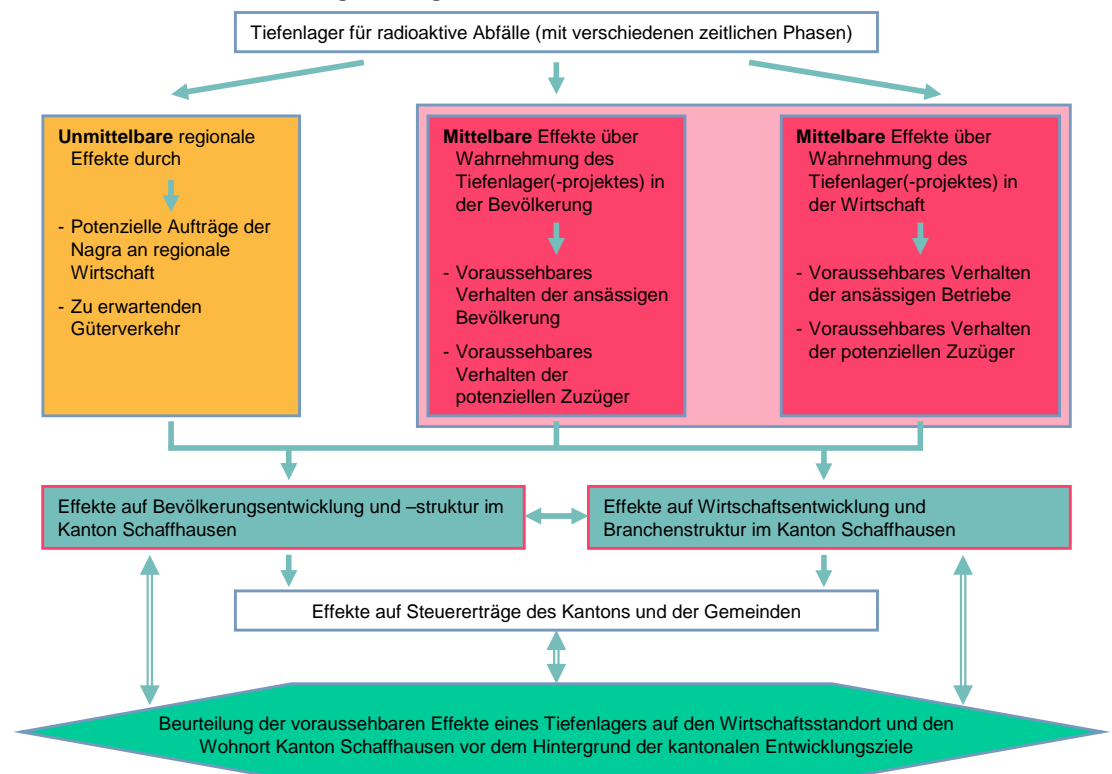 Tiefenlager für radioaktive Abfälle (mit verschiedenen zeitlichen Phasen)
Unmittelbare regionale
Effekte durch
- Potenzielle Aufträge der
Nagra an regionale
Wirtschaft
- Zu erwartenden
Güterverkehr
Mittelbare Effekte über
Wahrnehmung des
Tiefenlager(-projektes) in
der Bevölkerung
- Voraussehbares
Verhalten der ansässigen
Bevölkerung
- Voraussehbares
Verhalten der
potenziellen Zuzüger
Mittelbare Effekte über
Wahrnehmung des
Tiefenlager(-projektes) in
der Wirtschaft
- Voraussehbares Verhalten
der ansässigen Betriebe
- Voraussehbares Verhalten
der potenziellen Zuzüger
Effekte auf Bevölkerungsentwicklung und –struktur im
Kanton Schaffhausen
Effekte auf Wirtschaftsentwicklung und
Branchenstruktur im Kanton Schaffhausen
Effekte auf Steuererträge des Kantons und der Gemeinden
Beurteilung der voraussehbaren Effekte eines Tiefenlagers auf den Wirtschaftsstandort und den
Wohnort Kanton Schaffhausen vor dem Hintergrund der kantonalen Entwicklungsziele